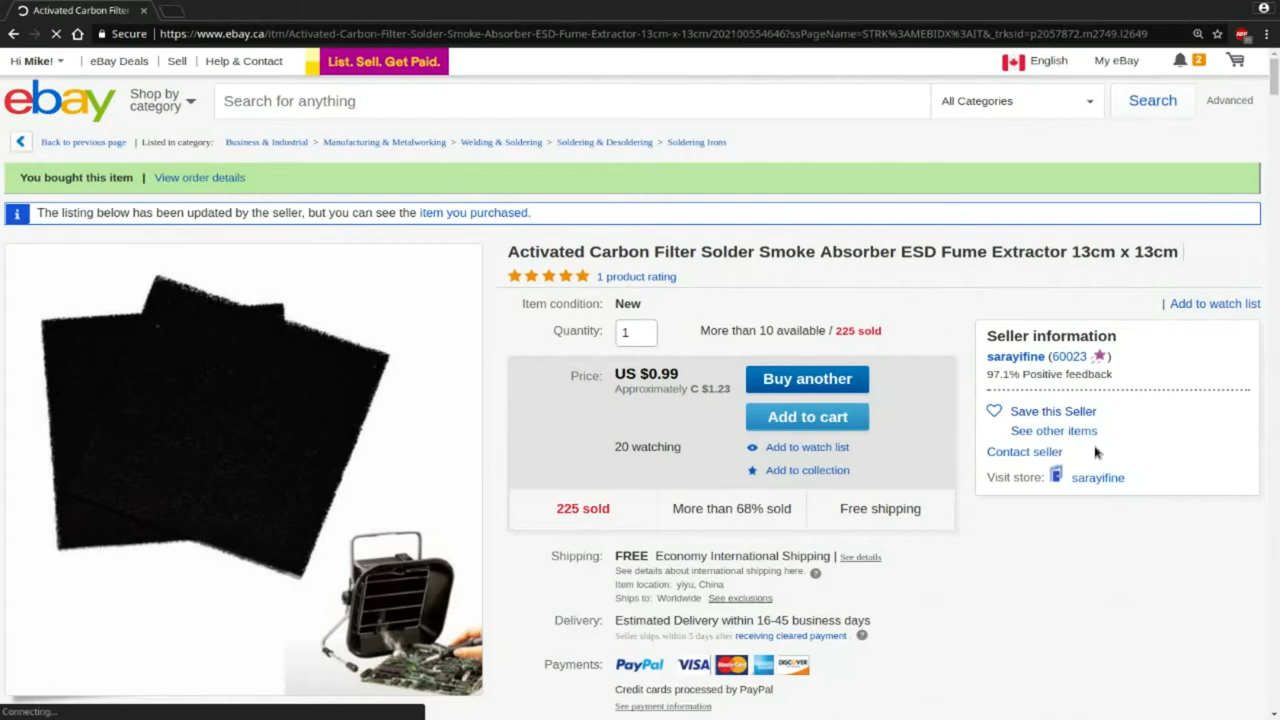 Activated Carbon Filter
Secure | https://www.ebay.ca/itm/Activated-Carbon-Filter-Solder-Smoke-Absorber-ESD-Fume-Extractor-13cm-x-13cm/202100554646?ssPageName=STRK%3AMEBIDX%3AIT&_trksid=p2057872.m2749.l2649
Hi Mike! | eBay Deals | Sell | Help & Contact List. Sell. Get Paid. English My eBay 2
ebay Shop by category Search for anything All Categories Search Advanced
Back to previous page | Listed in category: Business & Industrial > Manufacturing & Metalworking > Welding & Soldering > Soldering & Desoldering > Soldering Irons
You bought this item | View order details
i The listing below has been updated by the seller, but you can see the item you purchased.
Activated Carbon Filter Solder Smoke Absorber ESD Fume Extractor 13cm x 13cm
1 product rating
Item condition: New
| Add to watch list
Quantity: 1 More than 10 available / 225 sold
Price: US $0.99
Approximately C $1.23
Buy another
Add to cart
20 watching
Add to watch list
Add to collection
225 sold More than 68% sold Free shipping
Seller information
sarayifine (60023 )
97.1% Positive feedback
Save this Seller
See other items
Contact seller
Visit store: sarayifine
Shipping: FREE Economy International Shipping | See details
See details about international shipping here. ?
Item location: yiyu, China
Ships to: Worldwide See exclusions
Delivery: Estimated Delivery within 16-45 business days
Seller ships within 5 days after receiving cleared payment . ?
Payments: PayPal VISA MasterCard DISCOVER
Credit cards processed by PayPal
See payment information
Connecting...